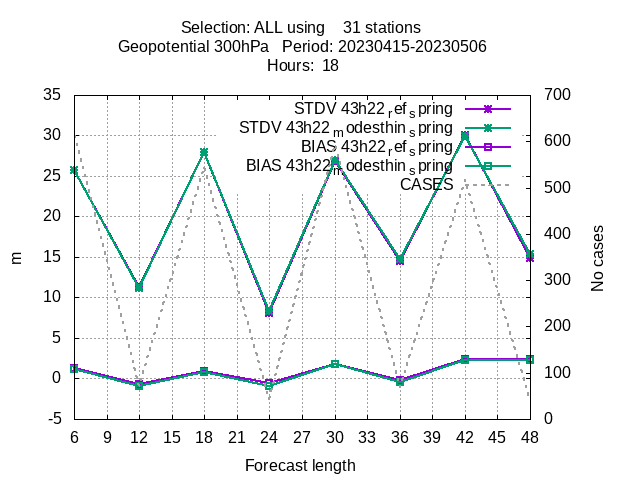 Selection: ALL using    31 stations
Geopotential 300hPa   Period: 20230415-20230506
Hours:  18
STDV 43h22_ref_spring
STDV 43h22_modesthin_spring
BIAS 43h22_ref_spring
BIAS 43h22_modesthin_spring
CASES
35
30
25
20
15
10
5
0
-5
m
700
600
500
400
300
200
100
0
No cases
6 9 12 15 18 21 24 27 30 33 36 39 42 45 48
Forecast length